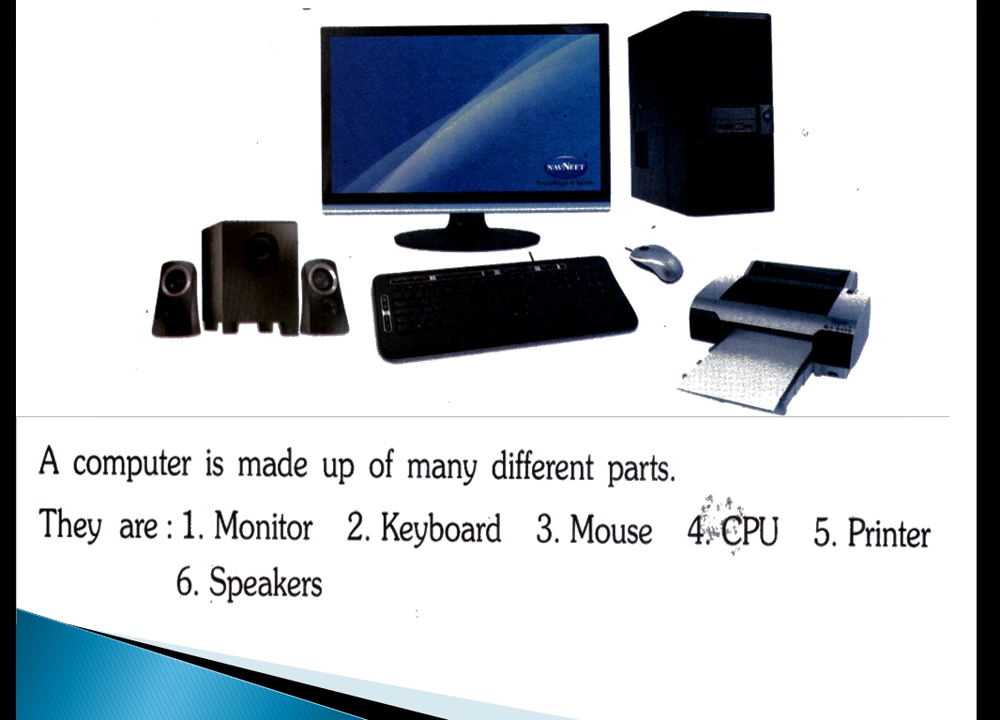 NAVNEET
A computer is made up of many different parts.
They are : 1. Monitor 2. Keyboard 3. Mouse 4. CPU 5. Printer
6. Speakers